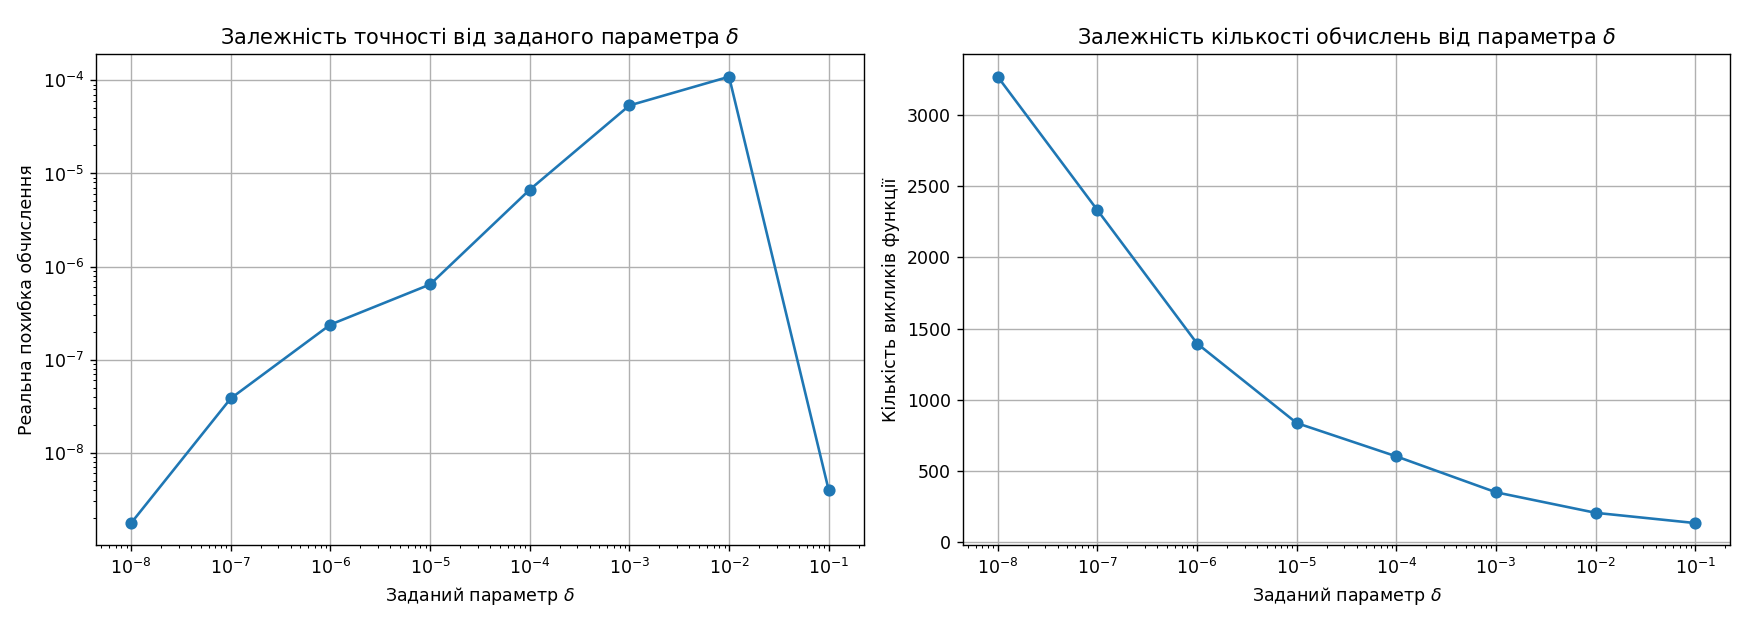 Залежність точності від заданого параметра δ
10⁻⁴
10⁻⁵
10⁻⁶
10⁻⁷
10⁻⁸
Реальна похибка обчислення
10⁻⁸ 10⁻⁷ 10⁻⁶ 10⁻⁵ 10⁻⁴ 10⁻³ 10⁻² 10⁻¹
Заданий параметр δ
Залежність кількості обчислень від параметра δ
3000
2500
2000
1500
1000
500
0
Кількість викликів функції
10⁻⁸ 10⁻⁷ 10⁻⁶ 10⁻⁵ 10⁻⁴ 10⁻³ 10⁻² 10⁻¹
Заданий параметр δ